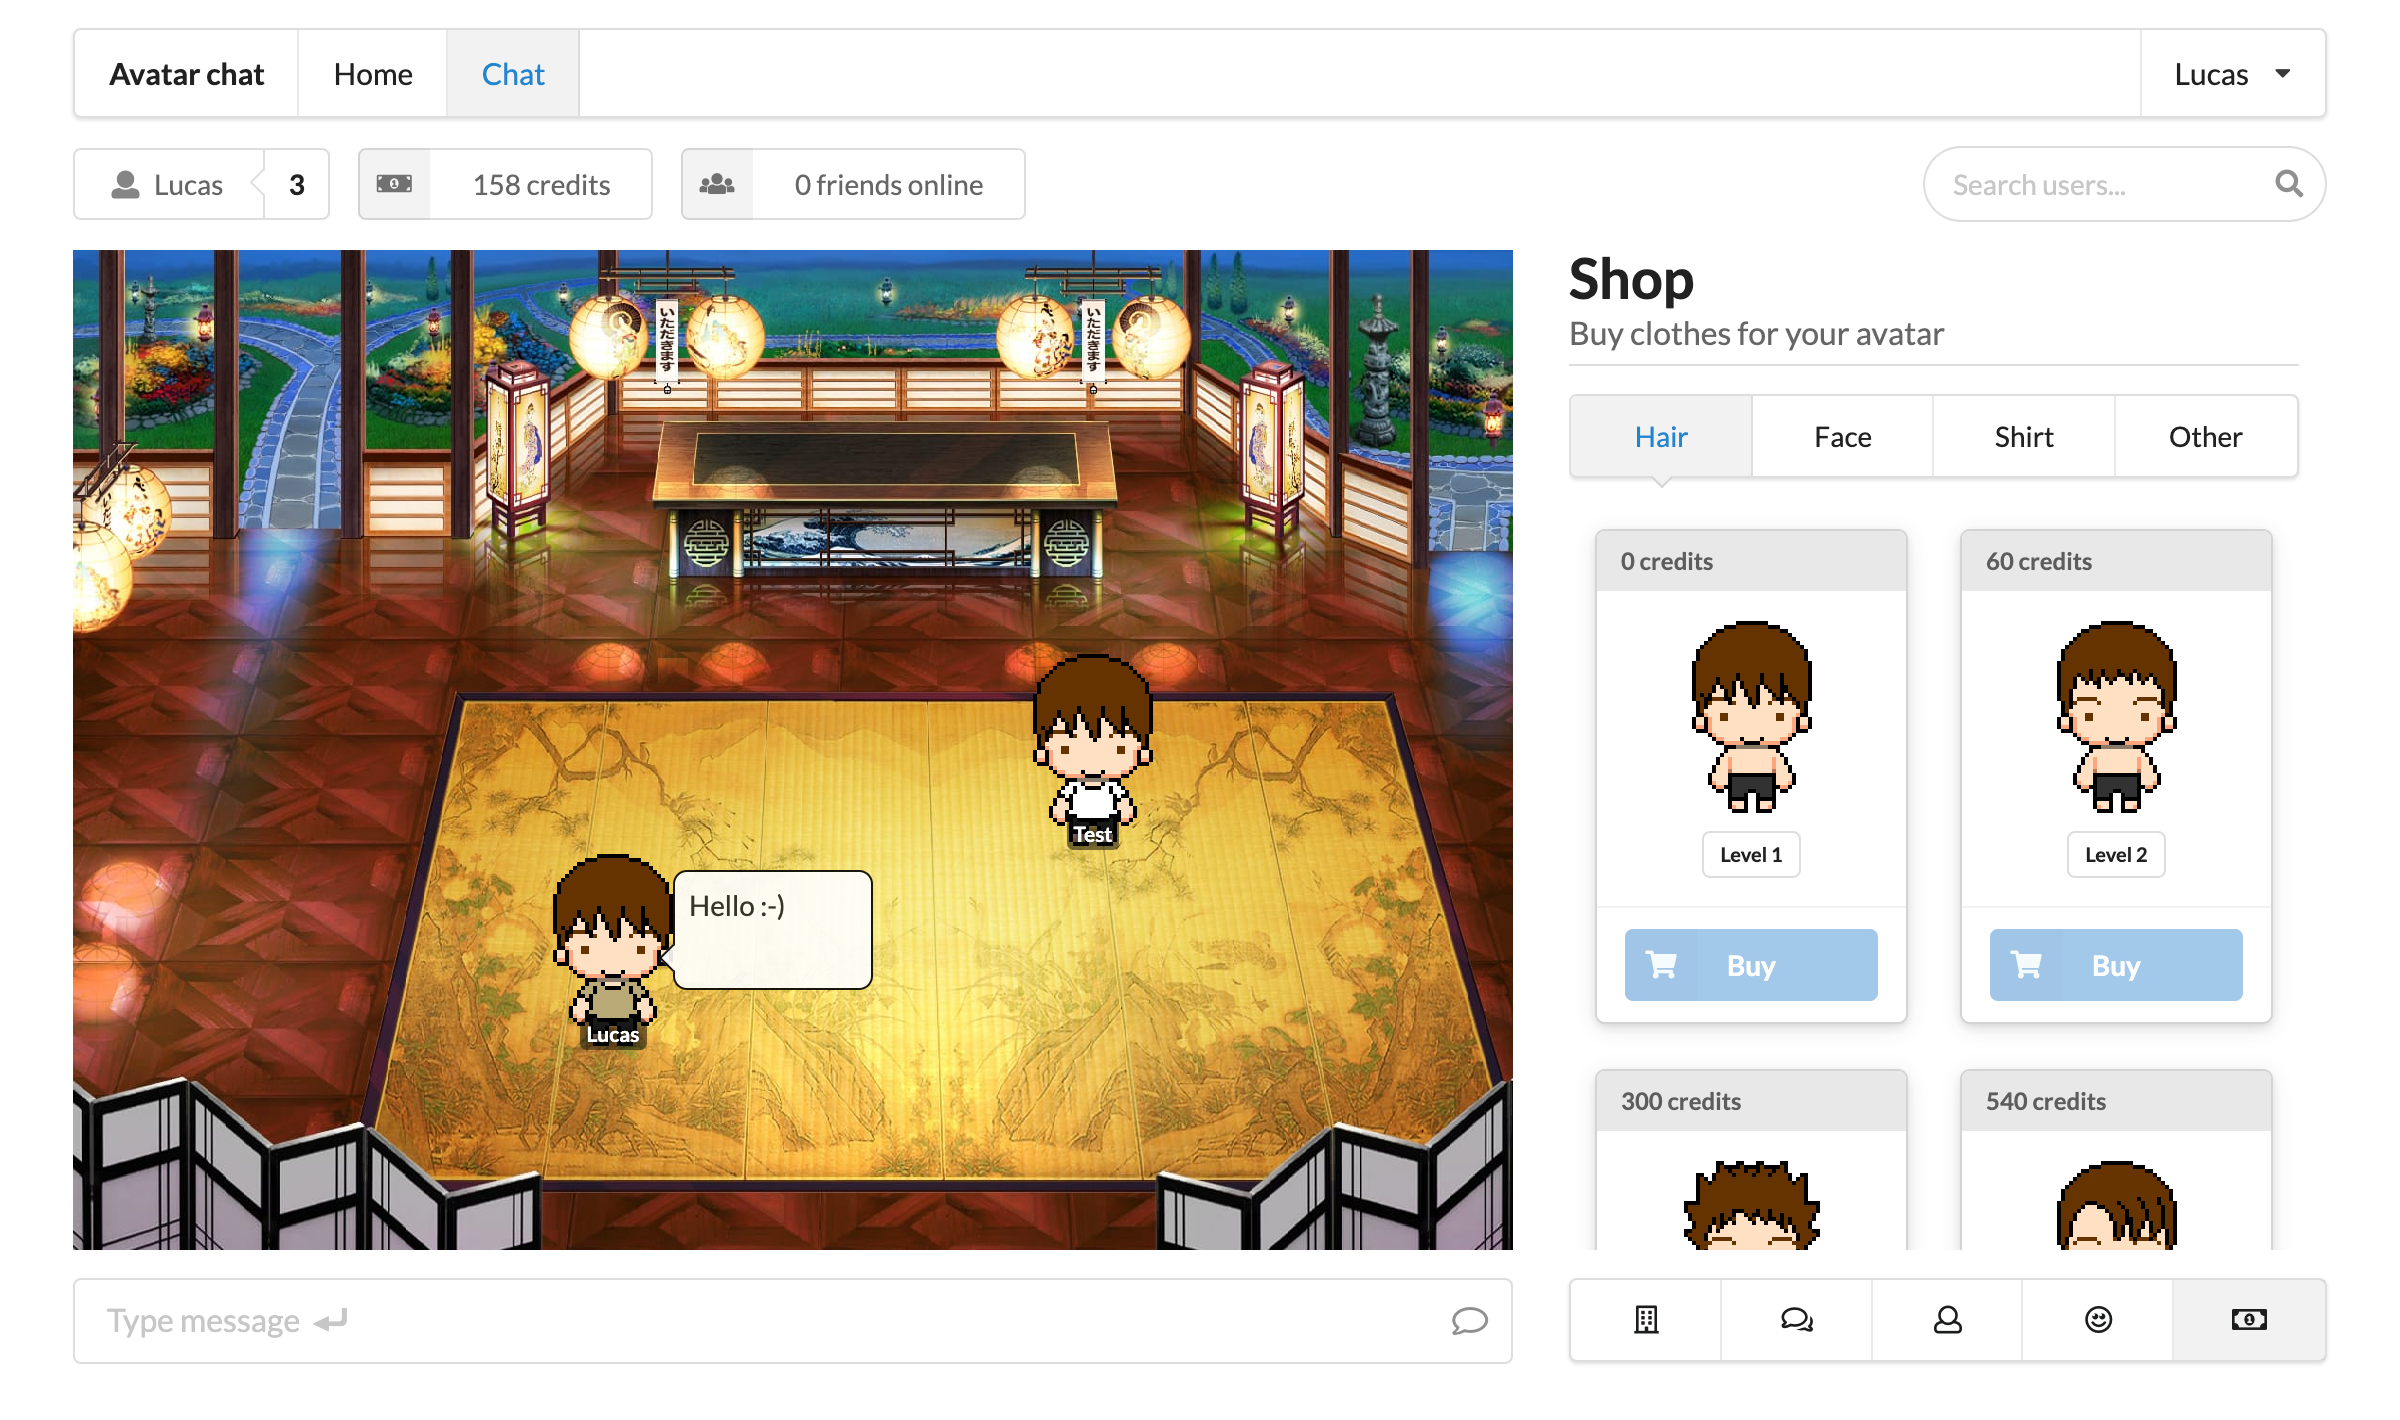 Avatar chat
Home
Chat
Lucas
Lucas
3
158 credits
0 friends online
Search users...
いただきます
いただきます
Test
Hello :-)
Lucas
Type message
Shop
Buy clothes for your avatar
Hair
Face
Shirt
Other
0 credits
60 credits
Level 1
Level 2
Buy
Buy
300 credits
540 credits